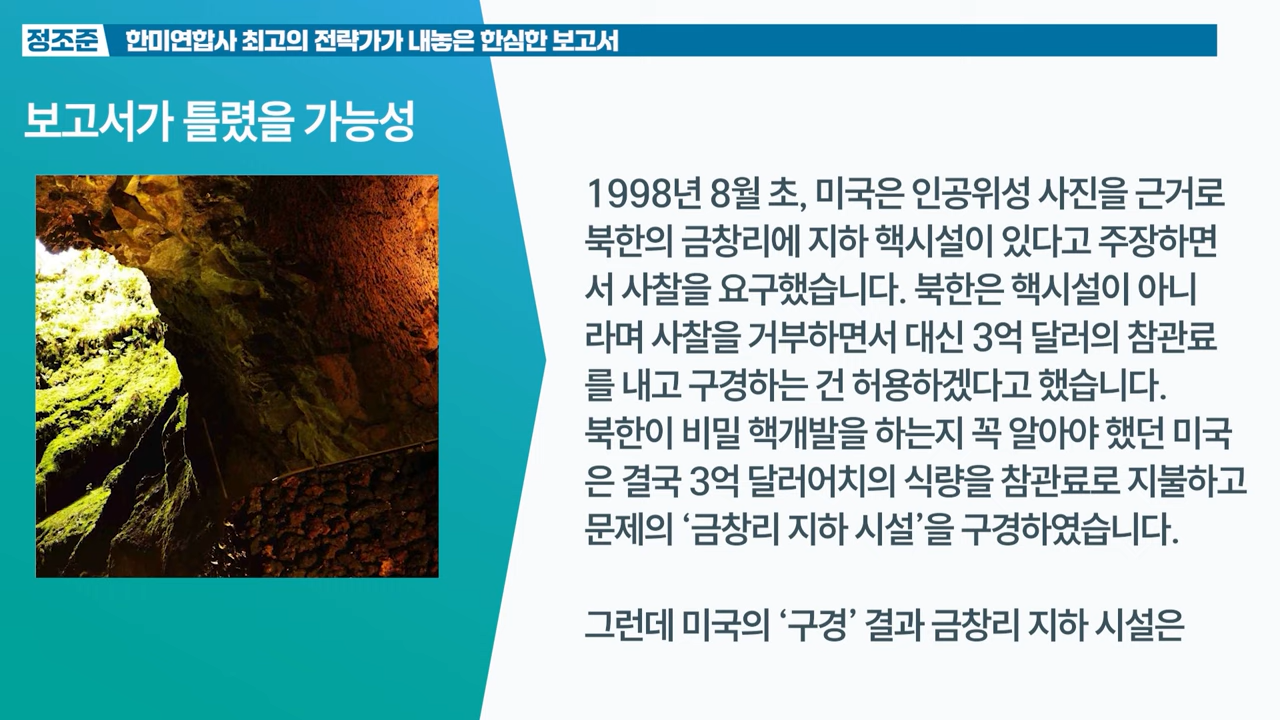 정조준 한미연합사 최고의 전략가가 내놓은 한심한 보고서
보고서가 틀렸을 가능성
1998년 8월 초, 미국은 인공위성 사진을 근거로
북한의 금창리에 지하 핵시설이 있다고 주장하면
서 사찰을 요구했습니다. 북한은 핵시설이 아니
라며 사찰을 거부하면서 대신 3억 달러의 참관료
를 내고 구경하는 건 허용하겠다고 했습니다.
북한이 비밀 핵개발을 하는지 꼭 알아야 했던 미국
은 결국 3억 달러어치의 식량을 참관료로 지불하고
문제의 ‘금창리 지하 시설’을 구경하였습니다.
그런데 미국의 ‘구경’ 결과 금창리 지하 시설은